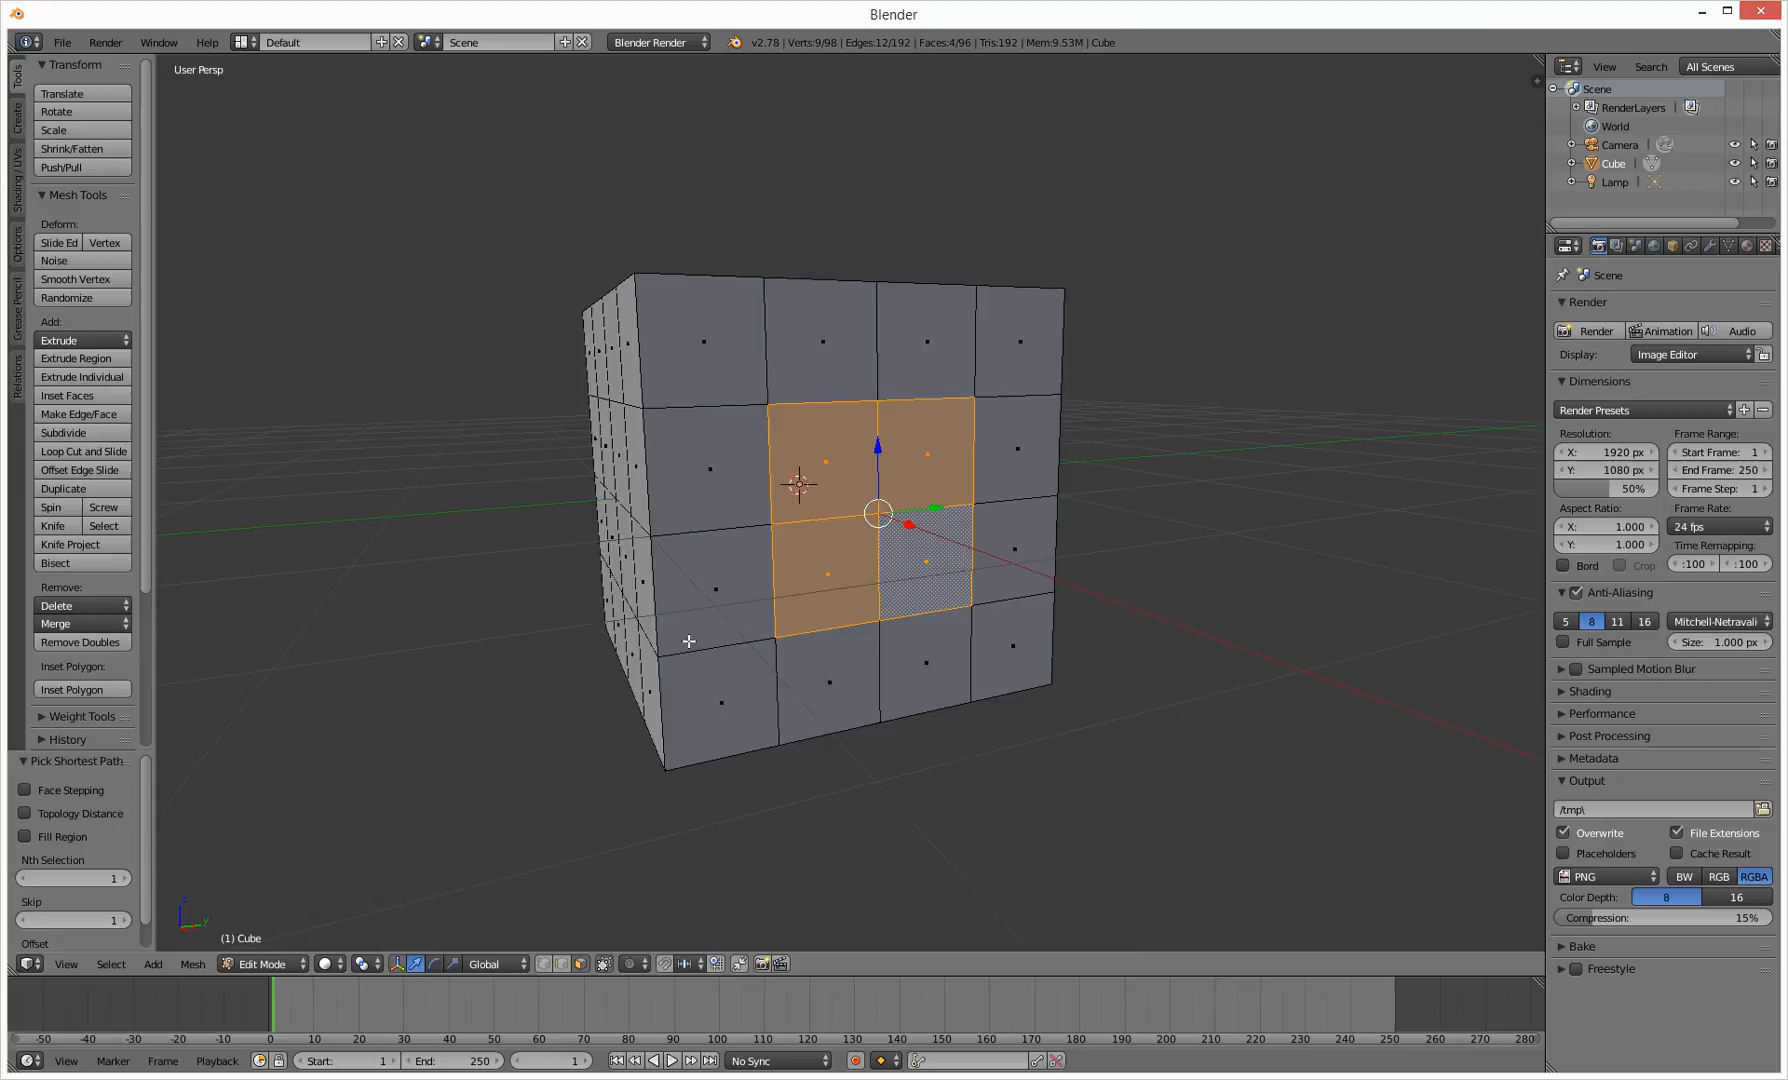 Blender
File Render Window Help Default Scene Blender Render v2.78 | Verts:9/98 | Edges:12/192 | Faces:4/96 | Tris:192 | Mem:9.53M | Cube
Transform
Translate
Rotate
Scale
Shrink/Fatten
Push/Pull
Mesh Tools
Deform:
Slide Ed Vertex
Noise
Smooth Vertex
Randomize
Add:
Extrude
Extrude Region
Extrude Individual
Inset Faces
Make Edge/Face
Subdivide
Loop Cut and Slide
Offset Edge Slide
Duplicate
Spin Screw
Knife Select
Knife Project
Bisect
Remove:
Delete
Merge
Remove Doubles
Inset Polygon:
Inset Polygon
Weight Tools
History
Tools
Create
Shading / UVs
Options
Grease Pencil
Relations
Pick Shortest Path
Face Stepping
Topology Distance
Fill Region
Nth Selection
1
Skip
1
Offset
User Persp
z
y
(1) Cube
View Select Add Mesh Edit Mode Global
-50 -40 -30 -20 -10 0 10 20 30 40 50 60 70 80 90 100 110 120 130 140 150 160 170 180 190 200 210 220 230 240 250 260 270 280
View Marker Frame Playback Start: 1 End: 250 1 No Sync
View Search All Scenes
Scene
RenderLayers
World
Camera
Cube
Lamp
Scene
Render
Render Animation Audio
Display: Image Editor
Dimensions
Render Presets
Resolution: Frame Range:
X: 1920 px Start Frame: 1
Y: 1080 px End Frame: 250
50% Frame Step: 1
Aspect Ratio: Frame Rate:
X: 1.000 24 fps
Y: 1.000 Time Remapping:
Bord Crop :100 :100
Anti-Aliasing
5 8 11 16 Mitchell-Netravali
Full Sample Size: 1.000 px
Sampled Motion Blur
Shading
Performance
Post Processing
Metadata
Output
/tmp\
Overwrite File Extensions
Placeholders Cache Result
PNG BW RGB RGBA
Color Depth: 8 16
Compression: 15%
Bake
Freestyle